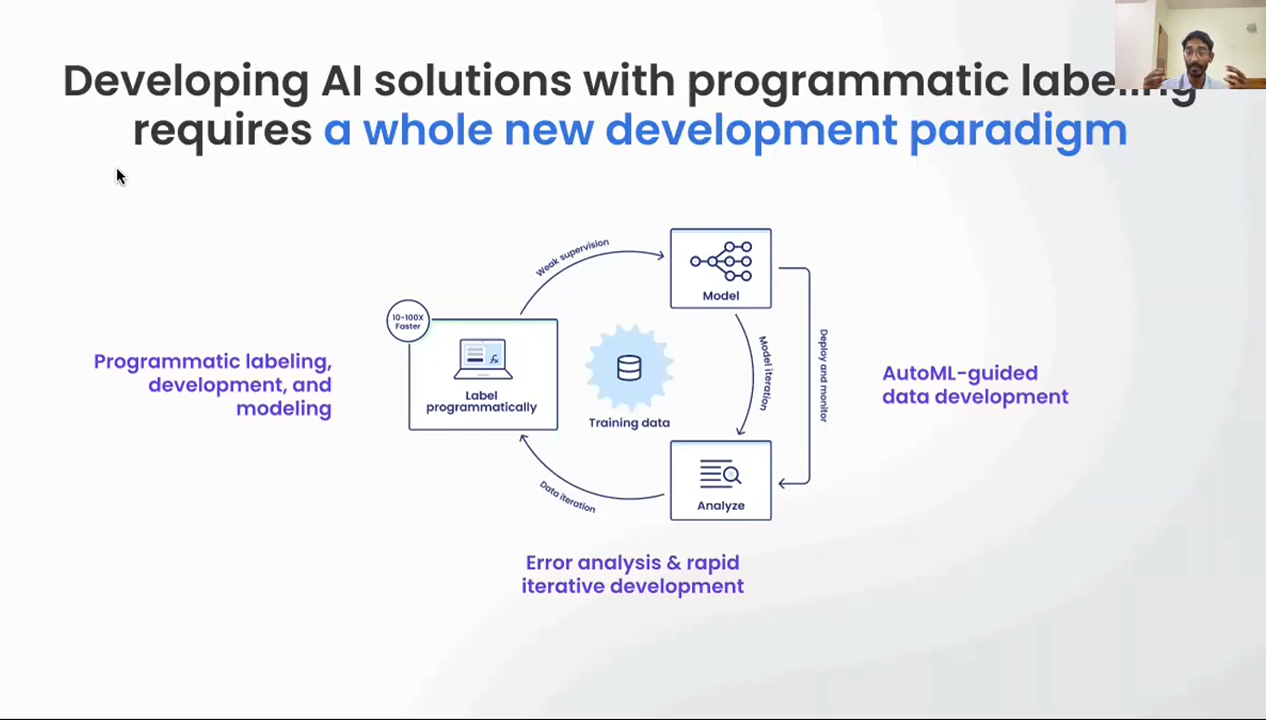 Developing AI solutions with programmatic labeling
requires a whole new development paradigm
Weak supervision
Model
10-100X
Faster
Model iteration
Deploy and monitor
Programmatic labeling,
development, and
modeling
fx
Label
programmatically
Training data
AutoML-guided
data development
Data iteration
Analyze
Error analysis & rapid
iterative development